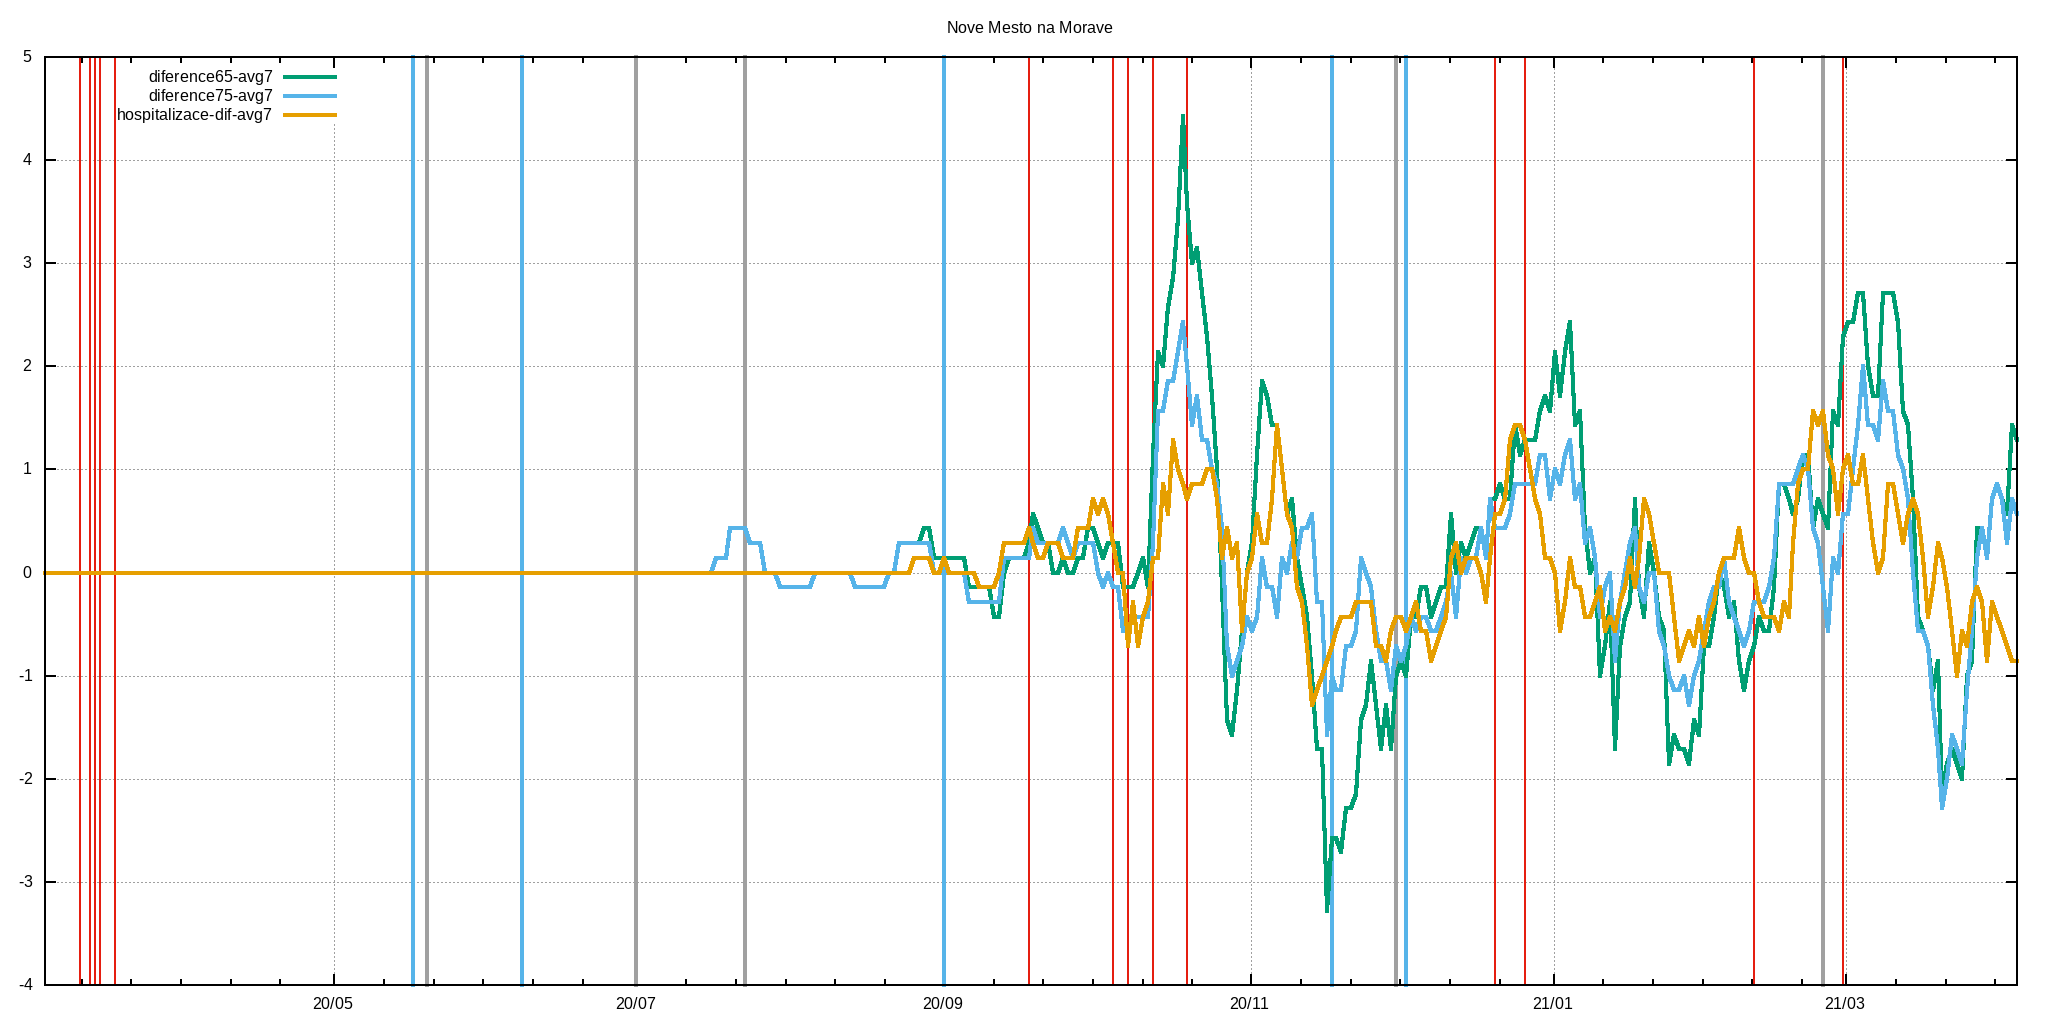 Nove Mesto na Morave
diference65-avg7
diference75-avg7
hospitalizace-dif-avg7
5
4
3
2
1
0
-1
-2
-3
-4
20/05 20/07 20/09 20/11 21/01 21/03